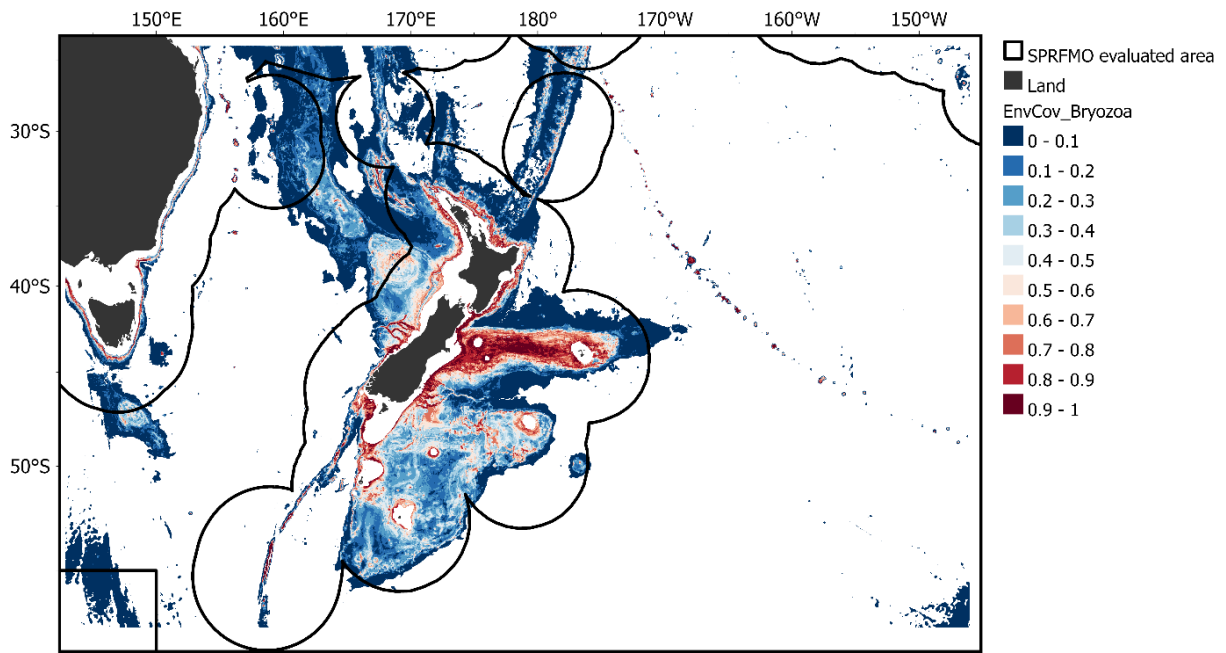 150°E 160°E 170°E 180° 170°W 160°W 150°W
30°S
40°S
50°S
SPRFMO evaluated area
Land
EnvCov_Bryozoa
0 - 0.1
0.1 - 0.2
0.2 - 0.3
0.3 - 0.4
0.4 - 0.5
0.5 - 0.6
0.6 - 0.7
0.7 - 0.8
0.8 - 0.9
0.9 - 1